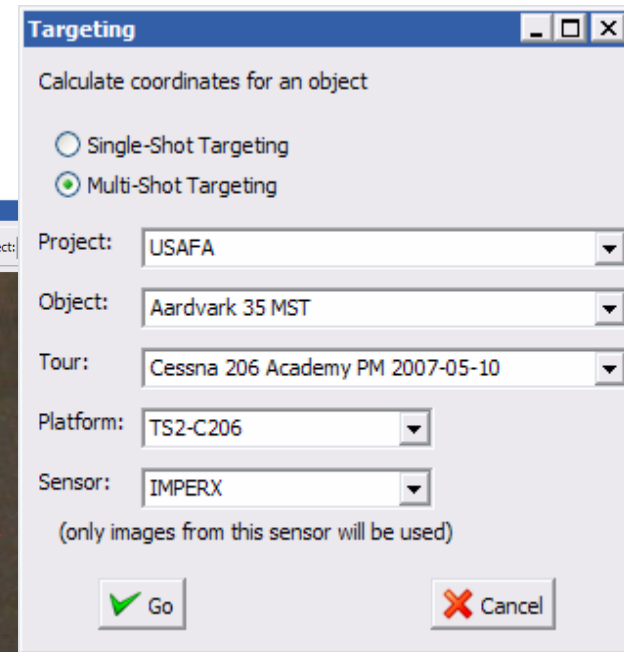 Targeting
Calculate coordinates for an object
Single-Shot Targeting
Multi-Shot Targeting
ect:
Project: USAFA
Object: Aardvark 35 MST
Tour: Cessna 206 Academy PM 2007-05-10
Platform: TS2-C206
Sensor: IMPERX
(only images from this sensor will be used)
Go Cancel